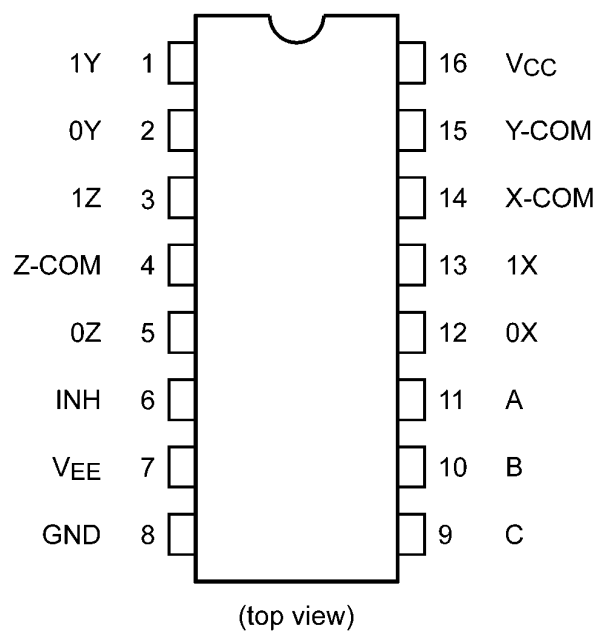 1Y 1 16 VCC
0Y 2 15 Y-COM
1Z 3 14 X-COM
Z-COM 4 13 1X
0Z 5 12 0X
INH 6 11 A
VEE 7 10 B
GND 8 9 C
(top view)